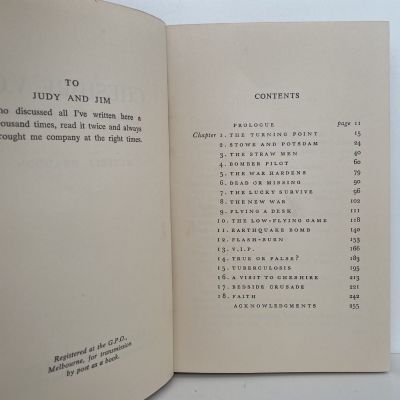 TO
JUDY AND JIM
ho discussed all I've written here a
ousand times, read it twice and always
rought me company at the right times.
Registered at the G.P.O.,
Melbourne, for transmission
by post as a book.
CONTENTS
PROLOGUE page 11
Chapter 1. THE TURNING POINT 15
2. STOWE AND POTSDAM 24
3. THE STRAW MEN 40
4. BOMBER PILOT 60
5. THE WAR HARDENS 79
6. DEAD OR MISSING 90
7. THE LUCKY SURVIVE 96
8. THE NEW WAR 102
9. FLYING A DESK 111
10. THE LOW-FLYING GAME 118
11. EARTHQUAKE BOMB 140
12. FLASH-BURN 153
13. V.I.P. 166
14. TRUE OR FALSE? 183
15. TUBERCULOSIS 195
16. A VISIT TO CHESHIRE 213
17. BEDSIDE CRUSADE 221
18. FAITH 242
ACKNOWLEDGMENTS 255